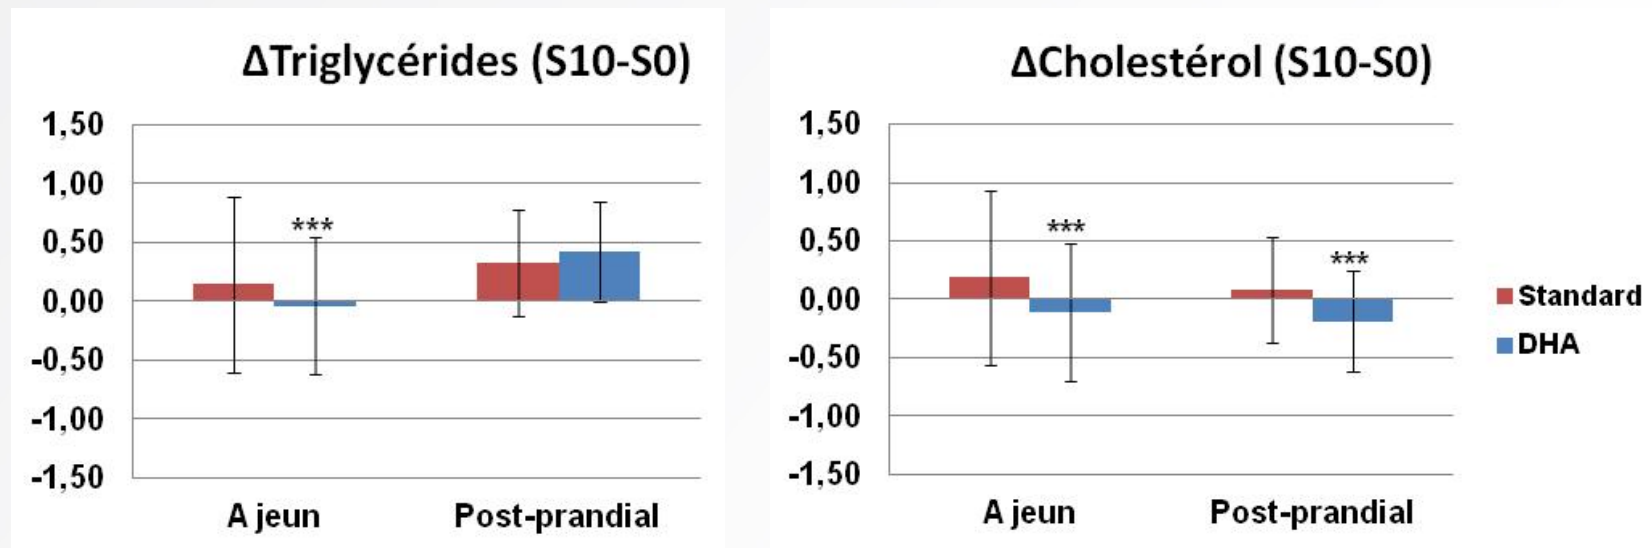 ΔTriglycérides (S10-S0)
1,50
1,00
0,50
0,00
-0,50
-1,00
-1,50
***
A jeun
Post-prandial
ΔCholestérol (S10-S0)
1,50
1,00
0,50
0,00
-0,50
-1,00
-1,50
***
***
A jeun
Post-prandial
Standard
DHA